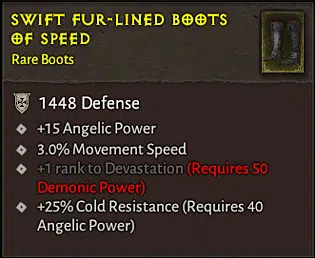 SWIFT FUR-LINED BOOTS
OF SPEED
Rare Boots
1448 Defense
+15 Angelic Power
3.0% Movement Speed
+1 rank to Devastation (Requires 50
Demonic Power)
+25% Cold Resistance (Requires 40
Angelic Power)